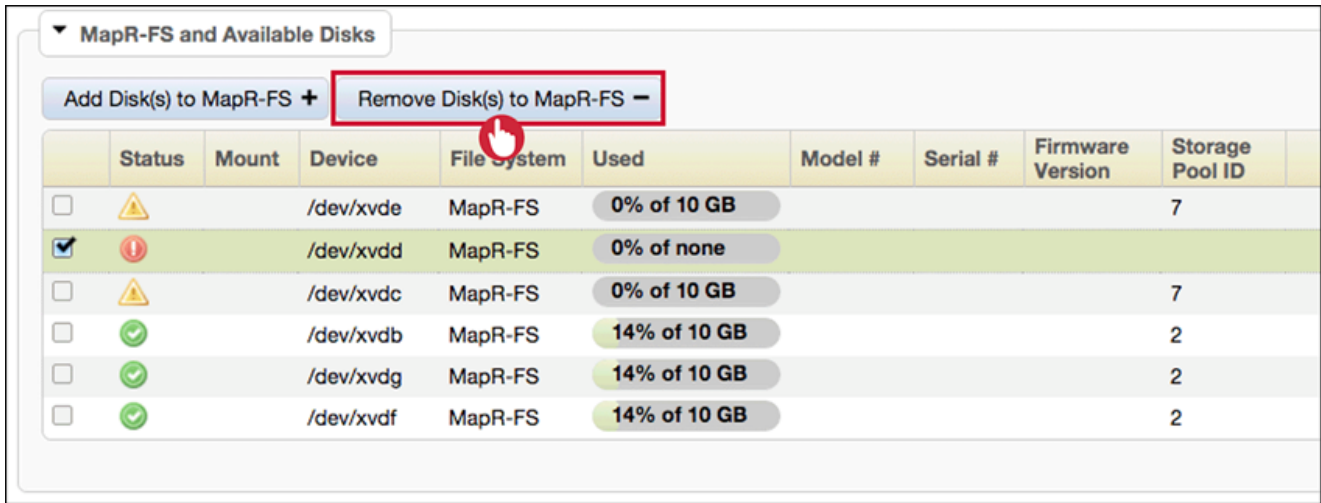 MapR-FS and Available Disks
Add Disk(s) to MapR-FS + Remove Disk(s) to MapR-FS −
Status Mount Device File System Used Model # Serial # Firmware Version Storage Pool ID
/dev/xvde MapR-FS 0% of 10 GB 7
/dev/xvdd MapR-FS 0% of none
/dev/xvdc MapR-FS 0% of 10 GB 7
/dev/xvdb MapR-FS 14% of 10 GB 2
/dev/xvdg MapR-FS 14% of 10 GB 2
/dev/xvdf MapR-FS 14% of 10 GB 2